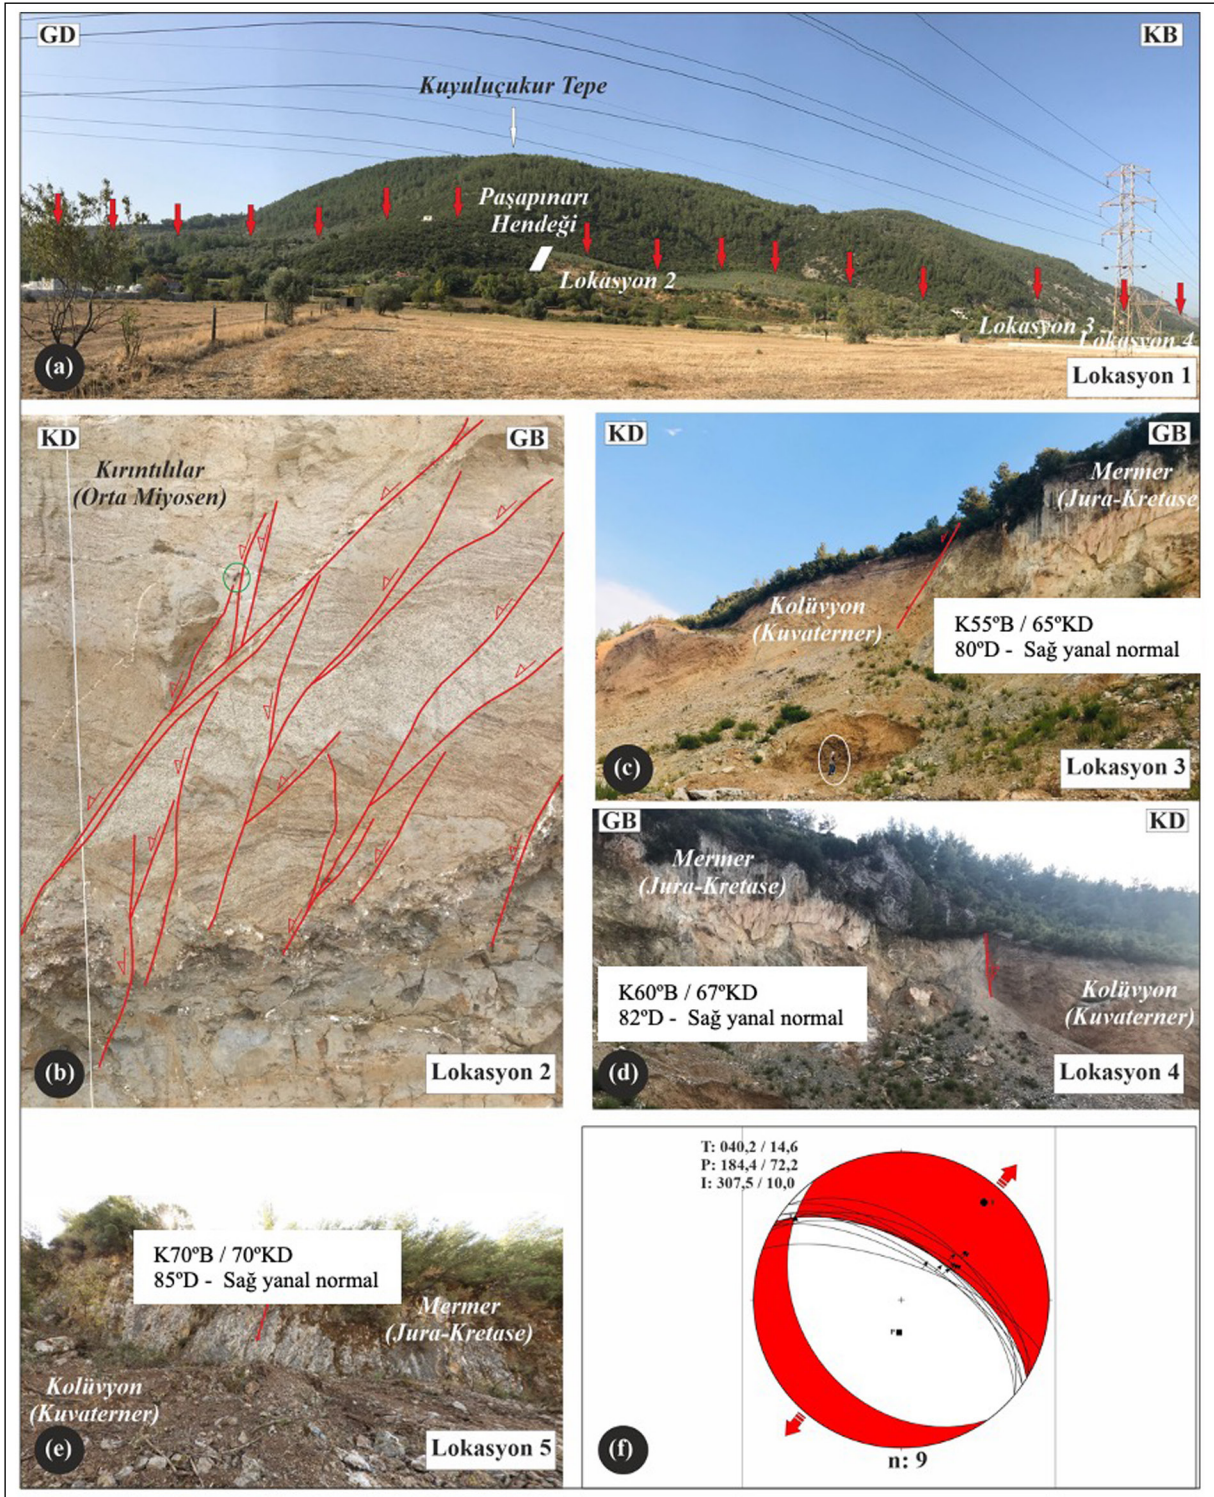 GD
KB
Kuyuluçukur Tepe
Paşapınarı
Hendeği
Lokasyon 2
Lokasyon 3
Lokasyon 4
(a)
Lokasyon 1
KD
GB
Kırıntılılar
(Orta Miyosen)
(b)
Lokasyon 2
KD
GB
Mermer
(Jura-Kretase
Kolüvyon
(Kuvaterner)
K55ºB / 65ºKD
80ºD - Sağ yanal normal
(c)
Lokasyon 3
GB
KD
Mermer
(Jura-Kretase)
K60ºB / 67ºKD
82ºD - Sağ yanal normal
Kolüvyon
(Kuvaterner)
(d)
Lokasyon 4
K70ºB / 70ºKD
85ºD - Sağ yanal normal
Mermer
(Jura-Kretase)
Kolüvyon
(Kuvaterner)
(e)
Lokasyon 5
T: 040,2 / 14,6
P: 184,4 / 72,2
I: 307,5 / 10,0
P
(f)
n: 9